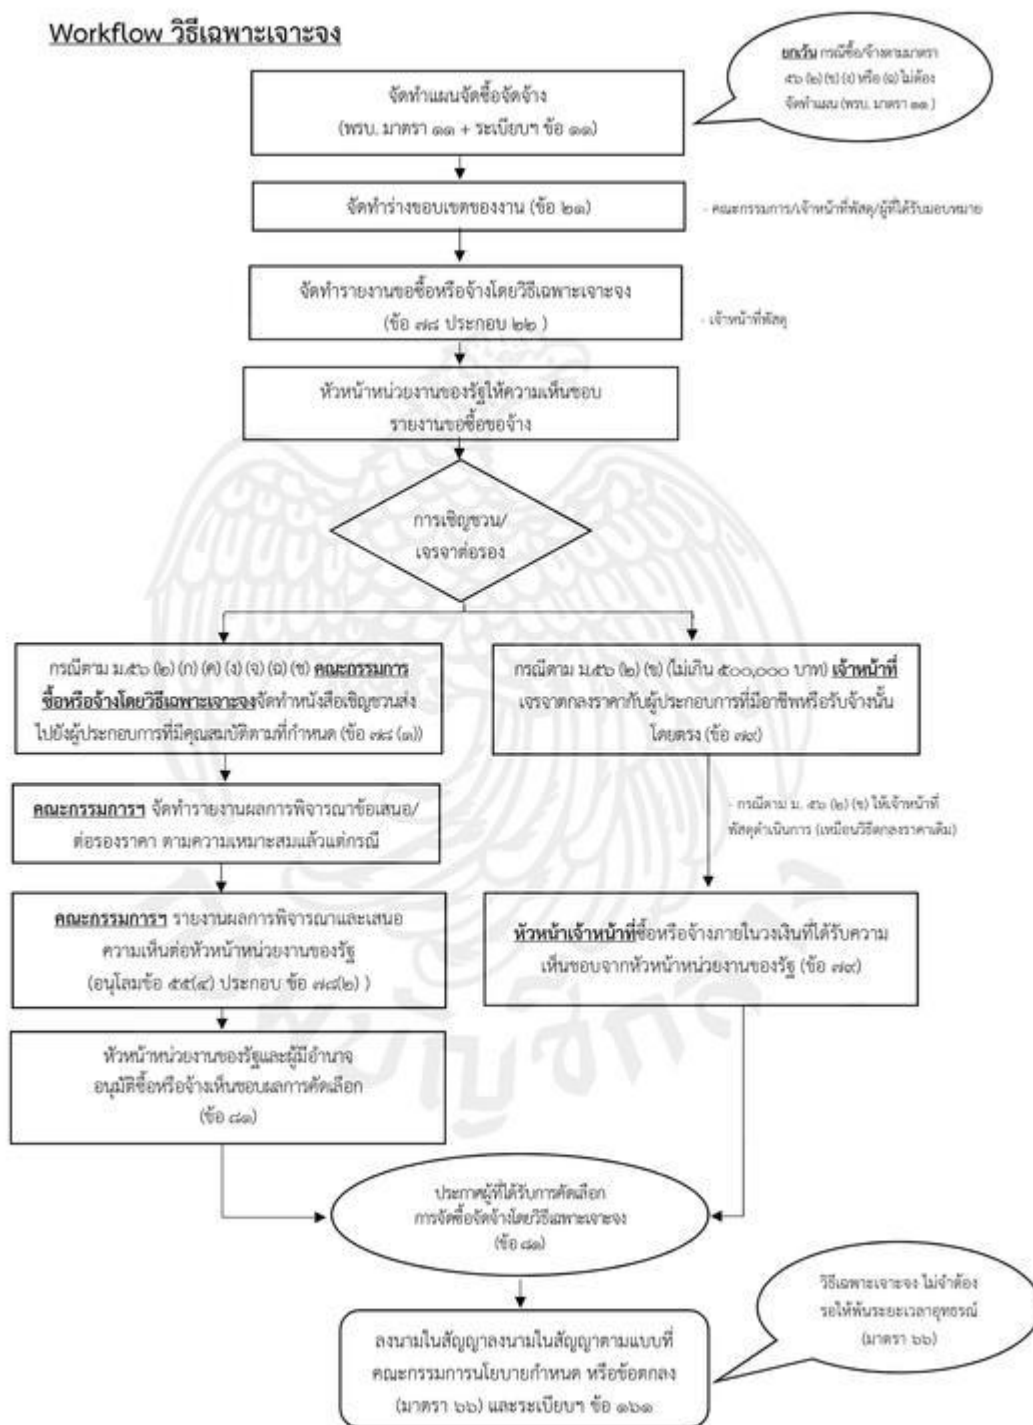 Workflow วิธีเฉพาะเจาะจง
ยกเว้น กรณีซื้อ/จ้างตามมาตรา
๕๖ (๒) (ข) (ง) หรือ (ฉ) ไม่ต้อง
จัดทำแผน (พรบ. มาตรา ๑๑ )
จัดทำแผนจัดซื้อจัดจ้าง
(พรบ. มาตรา ๑๑ + ระเบียบฯ ข้อ ๑๑)
จัดทำร่างขอบเขตของงาน (ข้อ ๒๑)
- คณะกรรมการ/เจ้าหน้าที่พัสดุ/ผู้ที่ได้รับมอบหมาย
จัดทำรายงานขอซื้อหรือจ้างโดยวิธีเฉพาะเจาะจง
(ข้อ ๗๘ ประกอบ ๒๒ )
- เจ้าหน้าที่พัสดุ
หัวหน้าหน่วยงานของรัฐให้ความเห็นชอบ
รายงานขอซื้อขอจ้าง
การเชิญชวน/
เจรจาต่อรอง
กรณีตาม ม.๕๖ (๒) (ก) (ค) (ง) (จ) (ฉ) (ช) คณะกรรมการ
ซื้อหรือจ้างโดยวิธีเฉพาะเจาะจงจัดทำหนังสือเชิญชวนส่ง
ไปยังผู้ประกอบการที่มีคุณสมบัติตามที่กำหนด (ข้อ ๗๘ (๑))
กรณีตาม ม.๕๖ (๒) (ข) (ไม่เกิน ๕๐๐,๐๐๐ บาท) เจ้าหน้าที่
เจรจาตกลงราคากับผู้ประกอบการที่มีอาชีพหรือรับจ้างนั้น
โดยตรง (ข้อ ๗๙)
คณะกรรมการฯ จัดทำรายงานผลการพิจารณาข้อเสนอ/
ต่อรองราคา ตามความเหมาะสมแล้วแต่กรณี
- กรณีตาม ม. ๕๖ (๒) (ข) ให้เจ้าหน้าที่
พัสดุดำเนินการ (เหมือนวิธีตกลงราคาเดิม)
คณะกรรมการฯ รายงานผลการพิจารณาและเสนอ
ความเห็นต่อหัวหน้าหน่วยงานของรัฐ
(อนุโลมข้อ ๕๕(๔) ประกอบ ข้อ ๗๘(๒) )
หัวหน้าเจ้าหน้าที่ซื้อหรือจ้างภายในวงเงินที่ได้รับความ
เห็นชอบจากหัวหน้าหน่วยงานของรัฐ (ข้อ ๗๙)
หัวหน้าหน่วยงานของรัฐและผู้มีอำนาจ
อนุมัติซื้อหรือจ้างเห็นชอบผลการคัดเลือก
(ข้อ ๘๑)
ประกาศผู้ที่ได้รับการคัดเลือก
การจัดซื้อจัดจ้างโดยวิธีเฉพาะเจาะจง
(ข้อ ๘๑)
วิธีเฉพาะเจาะจง ไม่จำต้อง
รอให้พ้นระยะเวลาอุทธรณ์
(มาตรา ๖๖)
ลงนามในสัญญาลงนามในสัญญาตามแบบที่
คณะกรรมการนโยบายกำหนด หรือข้อตกลง
(มาตรา ๖๖) และระเบียบฯ ข้อ ๑๖๑